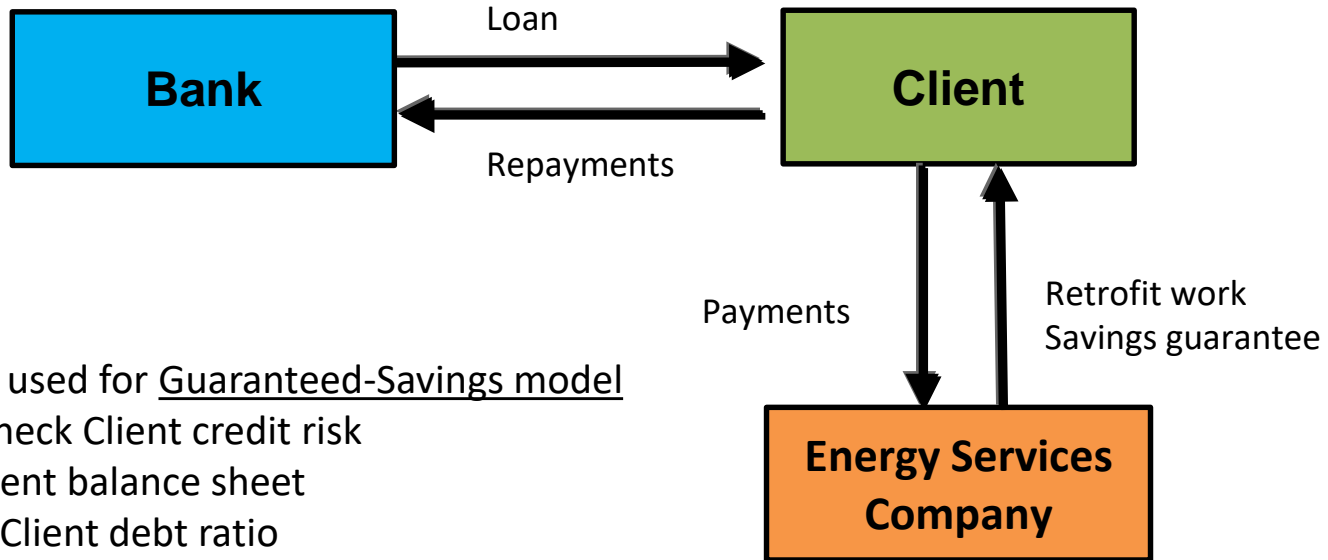 Loan
Bank
Client
Repayments
Payments
Retrofit work
Savings guarantee
used for Guaranteed-Savings model
Client credit risk
balance sheet
Client debt ratio
Energy Services
Company